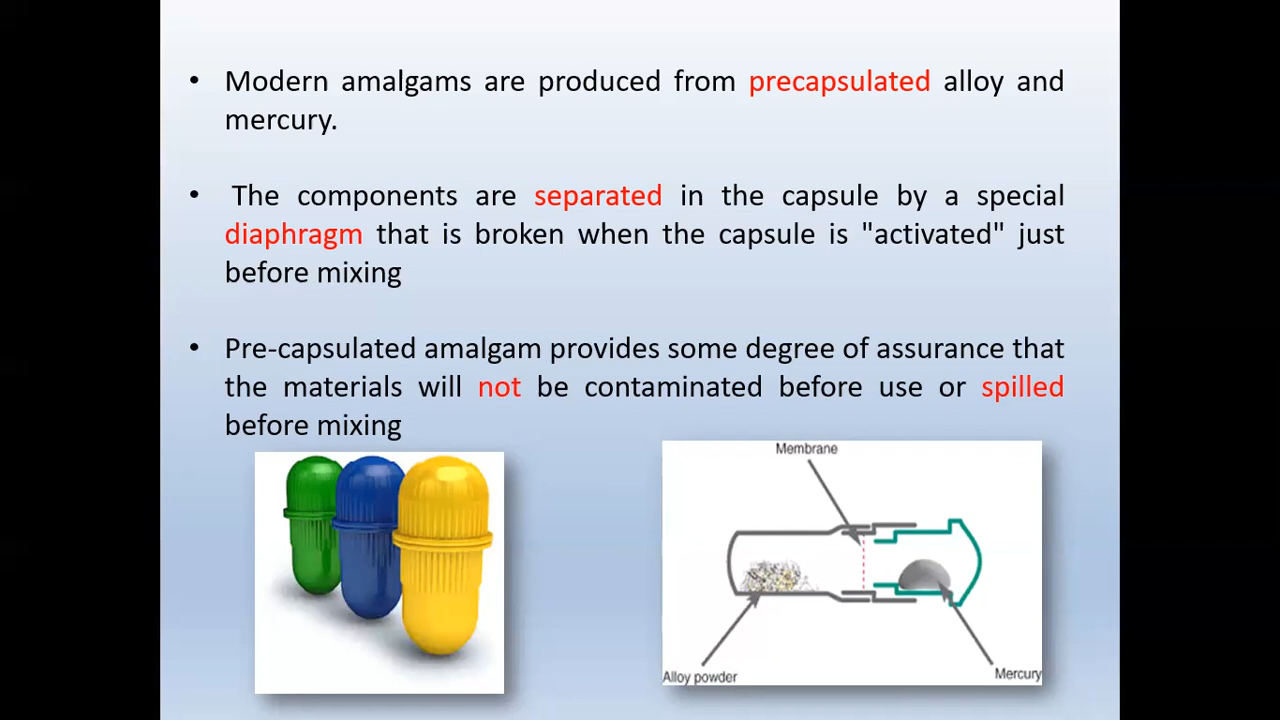 • Modern amalgams are produced from precapsulated alloy and
mercury.
• The components are separated in the capsule by a special
diaphragm that is broken when the capsule is "activated" just
before mixing
• Pre-capsulated amalgam provides some degree of assurance that
the materials will not be contaminated before use or spilled
before mixing
Membrane
Alloy powder
Mercury